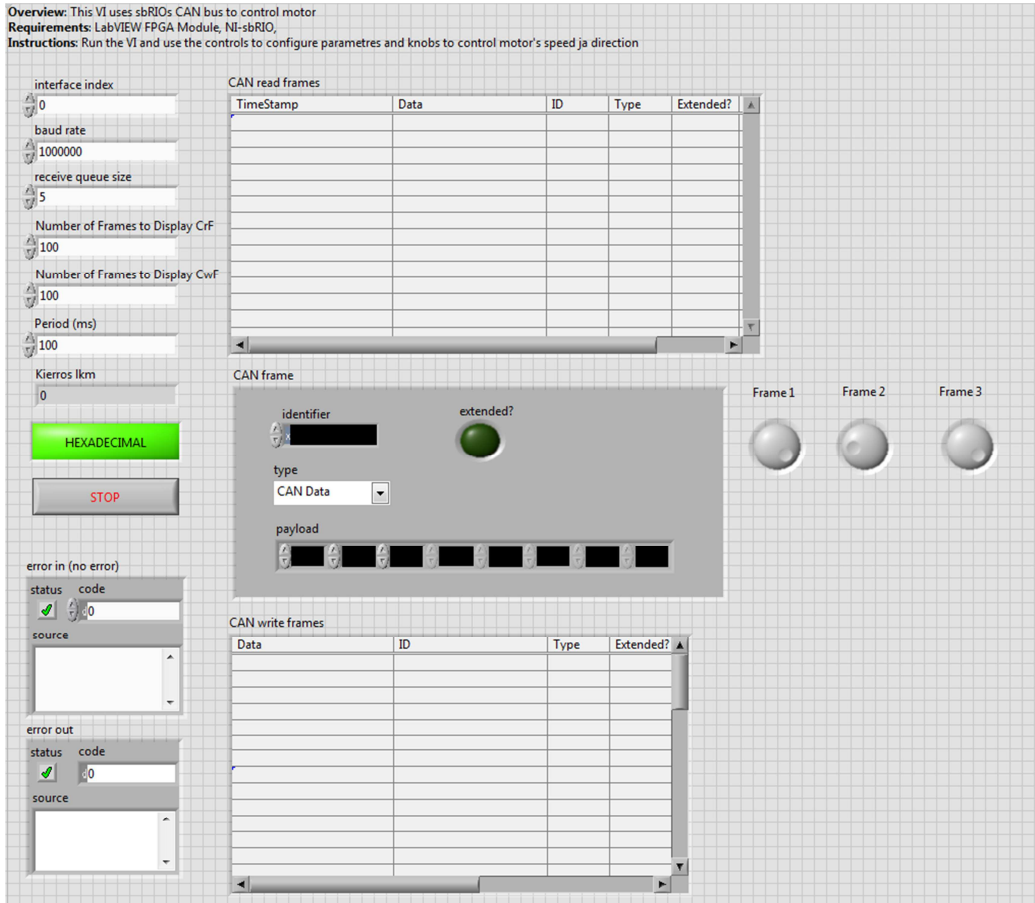 Overview: This VI uses sbRIOs CAN bus to control motor
Requirements: LabVIEW FPGA Module, NI-sbRIO,
Instructions: Run the VI and use the controls to configure parametres and knobs to control motor's speed ja direction
interface index
0
baud rate
1000000
receive queue size
5
Number of Frames to Display CrF
100
Number of Frames to Display CwF
100
Period (ms)
100
Kierros lkm
0
HEXADECIMAL
STOP
error in (no error)
status code
0
source
error out
status code
0
source
CAN read frames
TimeStamp Data ID Type Extended?
CAN frame
identifier
x
extended?
type
CAN Data
payload
Frame 1 Frame 2 Frame 3
CAN write frames
Data ID Type Extended?